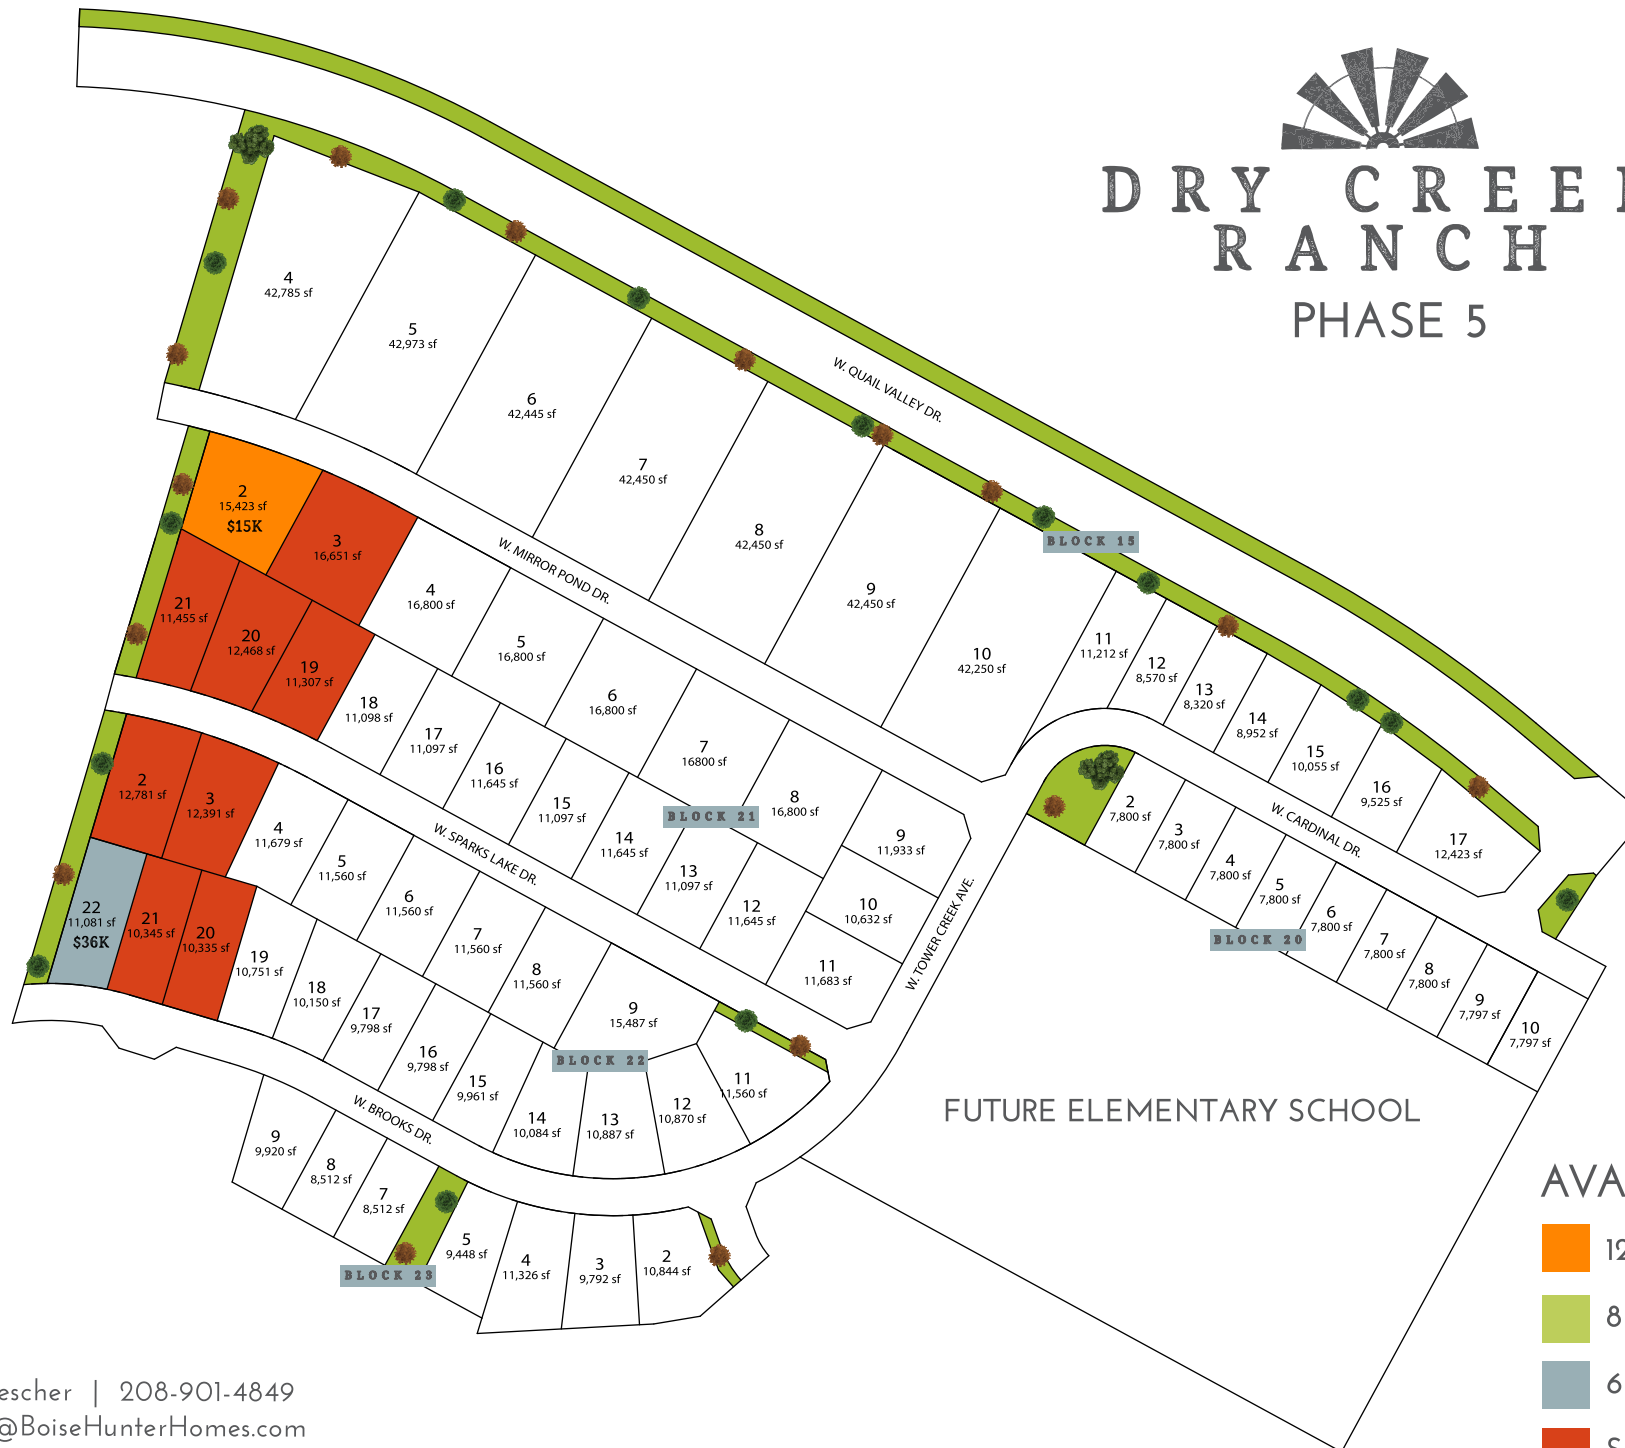 DRY CREE
RANCH
PHASE 5
W. QUAIL VALLEY DR.
4
42,785 sf
5
42,973 sf
6
42,445 sf
7
42,450 sf
8
42,450 sf
9
42,450 sf
10
42,250 sf
BLOCK 15
11
11,212 sf
12
8,570 sf
13
8,320 sf
14
8,952 sf
15
10,055 sf
16
9,525 sf
17
12,423 sf
W. MIRROR POND DR.
W. CARDINAL DR.
2
15,423 sf
$15K
3
16,651 sf
4
16,800 sf
5
16,800 sf
6
16,800 sf
7
16800 sf
8
16,800 sf
9
11,933 sf
10
10,632 sf
11
11,683 sf
21
11,455 sf
20
12,468 sf
19
11,307 sf
18
11,098 sf
17
11,097 sf
16
11,645 sf
15
11,097 sf
14
11,645 sf
13
11,097 sf
12
11,645 sf
BLOCK 21
W. TOWER CREEK AVE.
2
7,800 sf
3
7,800 sf
4
7,800 sf
5
7,800 sf
6
7,800 sf
7
7,800 sf
8
7,800 sf
9
7,797 sf
10
7,797 sf
BLOCK 20
W. SPARKS LAKE DR.
2
12,781 sf
3
12,391 sf
4
11,679 sf
5
11,560 sf
6
11,560 sf
7
11,560 sf
8
11,560 sf
9
15,487 sf
11
11,560 sf
22
11,081 sf
$36K
21
10,345 sf
20
10,335 sf
19
10,751 sf
18
10,150 sf
17
9,798 sf
16
9,798 sf
15
9,961 sf
14
10,084 sf
13
10,887 sf
12
10,870 sf
BLOCK 22
W. BROOKS DR.
9
9,920 sf
8
8,512 sf
7
8,512 sf
5
9,448 sf
4
11,326 sf
3
9,792 sf
2
10,844 sf
BLOCK 23
FUTURE ELEMENTARY SCHOOL
AVA
12
8
6
escher | 208-901-4849
@BoiseHunterHomes.com